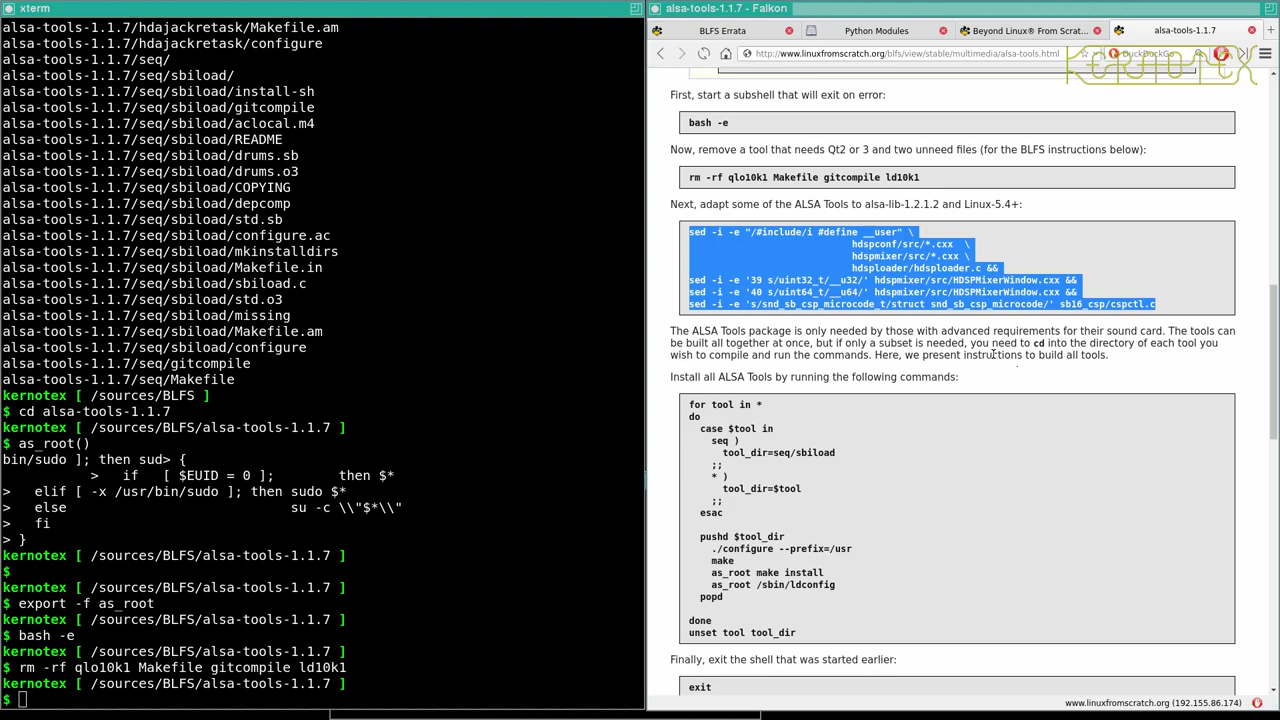 xterm
alsa-tools-1.1.7/hdajackretask/Makefile.am
alsa-tools-1.1.7/hdajackretask/configure
alsa-tools-1.1.7/seq/
alsa-tools-1.1.7/seq/sbiload/
alsa-tools-1.1.7/seq/sbiload/install-sh
alsa-tools-1.1.7/seq/sbiload/gitcompile
alsa-tools-1.1.7/seq/sbiload/aclocal.m4
alsa-tools-1.1.7/seq/sbiload/README
alsa-tools-1.1.7/seq/sbiload/drums.sb
alsa-tools-1.1.7/seq/sbiload/drums.o3
alsa-tools-1.1.7/seq/sbiload/COPYING
alsa-tools-1.1.7/seq/sbiload/depcomp
alsa-tools-1.1.7/seq/sbiload/std.sb
alsa-tools-1.1.7/seq/sbiload/configure.ac
alsa-tools-1.1.7/seq/sbiload/mkinstalldirs
alsa-tools-1.1.7/seq/sbiload/Makefile.in
alsa-tools-1.1.7/seq/sbiload/sbiload.c
alsa-tools-1.1.7/seq/sbiload/std.o3
alsa-tools-1.1.7/seq/sbiload/missing
alsa-tools-1.1.7/seq/sbiload/Makefile.am
alsa-tools-1.1.7/seq/sbiload/configure
alsa-tools-1.1.7/seq/gitcompile
alsa-tools-1.1.7/seq/Makefile
kernotex [ /sources/BLFS ]
$ cd alsa-tools-1.1.7
kernotex [ /sources/BLFS/alsa-tools-1.1.7 ]
$ as_root()
bin/sudo ]; then sud> {
> if [ $EUID = 0 ]; then $*
> elif [ -x /usr/bin/sudo ]; then sudo $*
> else su -c \\"$*\\"
> fi
> }
kernotex [ /sources/BLFS/alsa-tools-1.1.7 ]
$
kernotex [ /sources/BLFS/alsa-tools-1.1.7 ]
$ export -f as_root
kernotex [ /sources/BLFS/alsa-tools-1.1.7 ]
$ bash -e
kernotex [ /sources/BLFS/alsa-tools-1.1.7 ]
$ rm -rf qlo10k1 Makefile gitcompile ld10k1
kernotex [ /sources/BLFS/alsa-tools-1.1.7 ]
$
alsa-tools-1.1.7 - Falkon
BLFS Errata
Python Modules
Beyond Linux® From Scrat...
alsa-tools-1.1.7
http://www.linuxfromscratch.org/blfs/view/stable/multimedia/alsa-tools.html
DuckDuckGo
KERNOTEX
First, start a subshell that will exit on error:
bash -e
Now, remove a tool that needs Qt2 or 3 and two unneed files (for the BLFS instructions below):
rm -rf qlo10k1 Makefile gitcompile ld10k1
Next, adapt some of the ALSA Tools to alsa-lib-1.2.1.2 and Linux-5.4+:
sed -i -e "/#include/i #define __user" \
hdspconf/src/*.cxx \
hdspmixer/src/*.cxx \
hdsploader/hdsploader.c &&
sed -i -e '39 s/uint32_t/__u32/' hdspmixer/src/HDSPMixerWindow.cxx &&
sed -i -e '40 s/uint64_t/__u64/' hdspmixer/src/HDSPMixerWindow.cxx &&
sed -i -e 's/snd_sb_csp_microcode_t/struct snd_sb_csp_microcode/' sb16_csp/cspctl.c
The ALSA Tools package is only needed by those with advanced requirements for their sound card. The tools can
be built all together at once, but if only a subset is needed, you need to cd into the directory of each tool you
wish to compile and run the commands. Here, we present instructions to build all tools.
Install all ALSA Tools by running the following commands:
for tool in *
do
case $tool in
seq )
tool_dir=seq/sbiload
;;
* )
tool_dir=$tool
;;
esac
pushd $tool_dir
./configure --prefix=/usr
make
as_root make install
as_root /sbin/ldconfig
popd
done
unset tool tool_dir
Finally, exit the shell that was started earlier:
exit
www.linuxfromscratch.org (192.155.86.174)